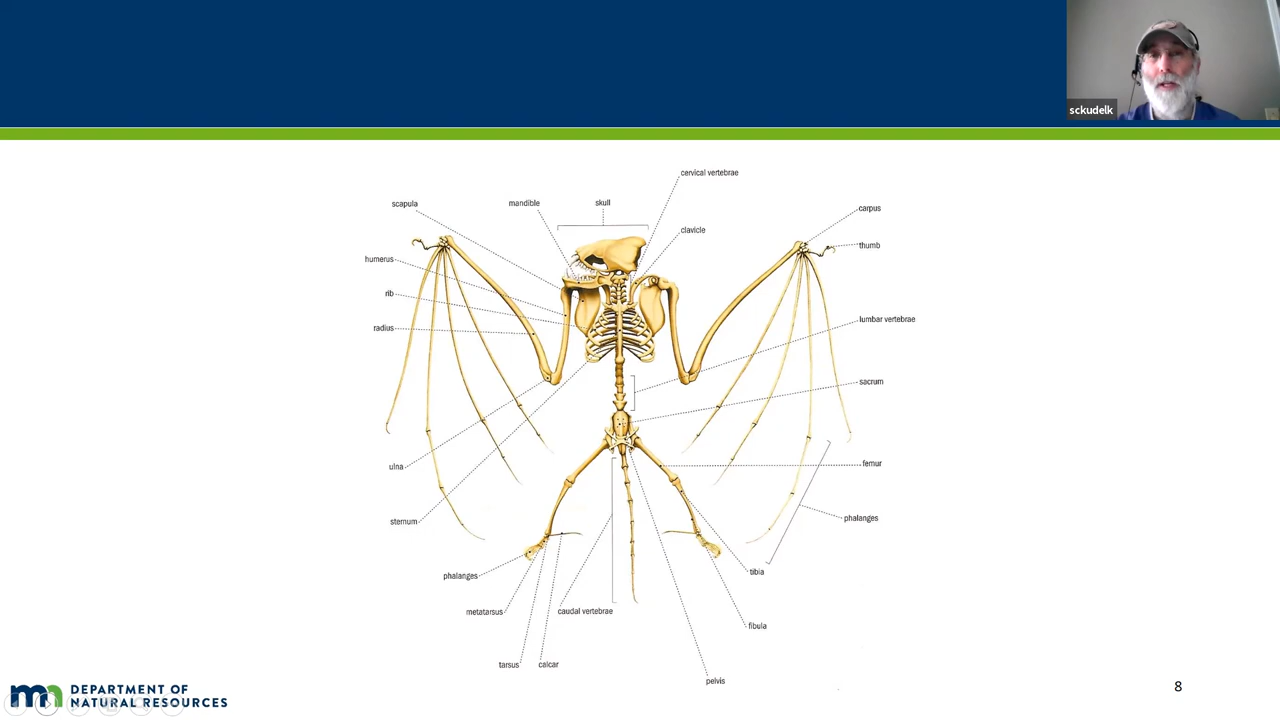 sckudelk
cervical vertebrae
scapula
mandible
skull
carpus
clavicle
thumb
humerus
rib
radius
lumbar vertebrae
sacrum
ulna
femur
sternum
phalanges
phalanges
tibia
metatarsus
caudal vertebrae
fibula
tarsus
calcar
pelvis
mn DEPARTMENT OF
NATURAL RESOURCES
8